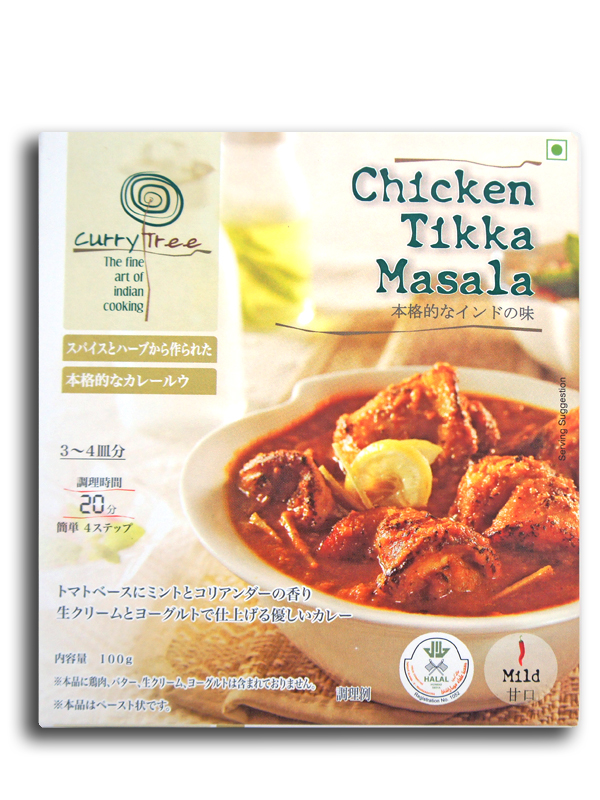 curry Tree
The fine
art of
indian
cooking
Chicken
Tikka
Masala
本格的なインドの味
スパイスとハーブから作られた
本格的なカレールウ
3〜4皿分
調理時間
20分
簡単 4ステップ
Serving Suggestion
トマトベースにミントとコリアンダーの香り
生クリームとヨーグルトで仕上げる優しいカレー
内容量 100g
※本品に鶏肉、バター、生クリーム、ヨーグルトは含まれておりません。
※本品はペースト状です。
調理例
HALAL
Registration No. 1052
Mild
甘口